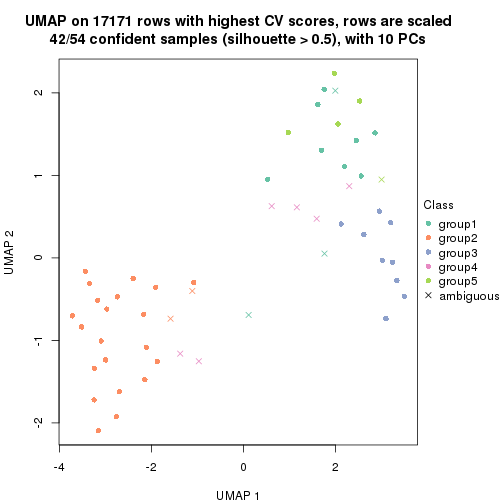 UMAP on 17171 rows with highest CV scores, rows are scaled
42/54 confident samples (silhouette > 0.5), with 10 PCs
2
1
0
-1
-2
UMAP 2
-4
-2
0
2
UMAP 1
Class
group1
group2
group3
group4
group5
ambiguous